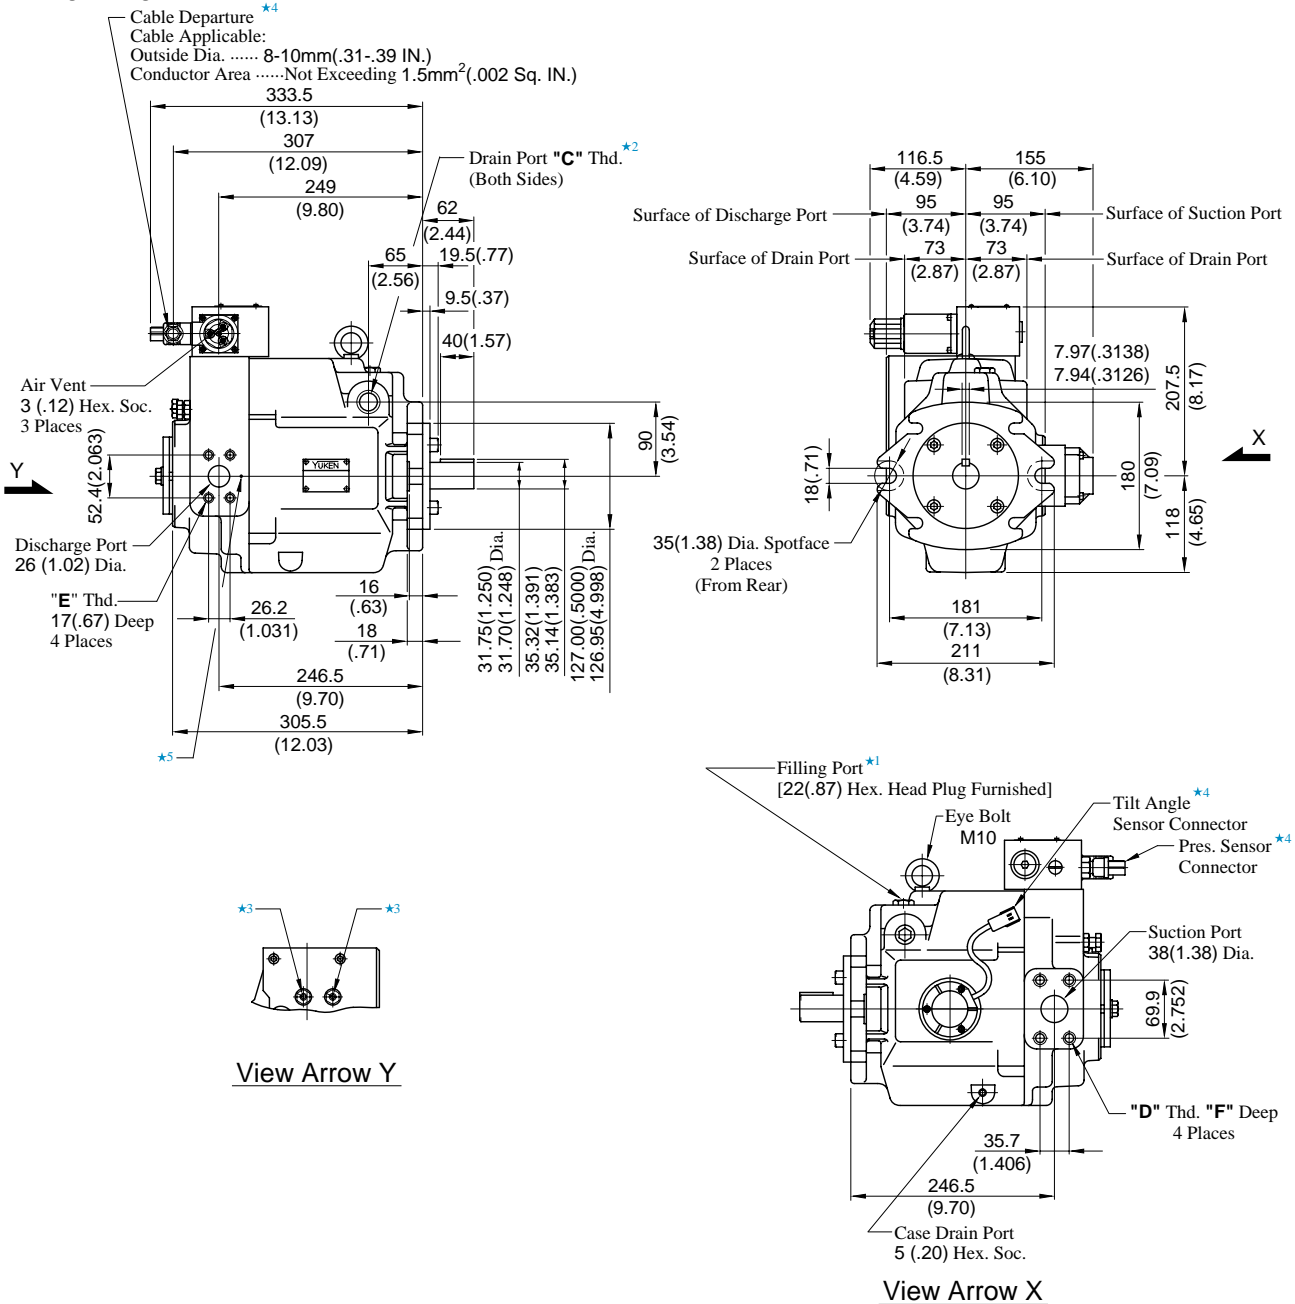 Cable Departure ★4
Cable Applicable:
Outside Dia. ······ 8-10mm(.31-.39 IN.)
Conductor Area ······Not Exceeding 1.5mm²(.002 Sq. IN.)
333.5
(13.13)
307
(12.09)
249
(9.80)
Drain Port "C" Thd.★2
(Both Sides)
62
(2.44)
65
(2.56)
19.5(.77)
9.5(.37)
40(1.57)
Air Vent
3 (.12) Hex. Soc.
3 Places
Y
52.4(2.063)
YUKEN
90
(3.54)
Discharge Port
26 (1.02) Dia.
"E" Thd.
17(.67) Deep
4 Places
26.2
(1.031)
16
(.63)
18
(.71)
31.75(1.250) Dia.
31.70(1.248)
35.32(1.391)
35.14(1.383)
127.00(.5000) Dia.
126.95(4.998)
246.5
(9.70)
305.5
(12.03)
★5
116.5
(4.59)
155
(6.10)
Surface of Discharge Port
95
(3.74)
95
(3.74)
Surface of Suction Port
Surface of Drain Port
73
(2.87)
73
(2.87)
Surface of Drain Port
7.97(.3138)
7.94(.3126)
207.5
(8.17)
X
18(.71)
180
(7.09)
118
(4.65)
35(1.38) Dia. Spotface
2 Places
(From Rear)
181
(7.13)
211
(8.31)
★3
★3
View Arrow Y
Filling Port★1
[22(.87) Hex. Head Plug Furnished]
Eye Bolt
M10
Tilt Angle ★4
Sensor Connector
Pres. Sensor ★4
Connector
Suction Port
38(1.38) Dia.
69.9
(2.752)
"D" Thd. "F" Deep
4 Places
35.7
(1.406)
246.5
(9.70)
Case Drain Port
5 (.20) Hex. Soc.
View Arrow X